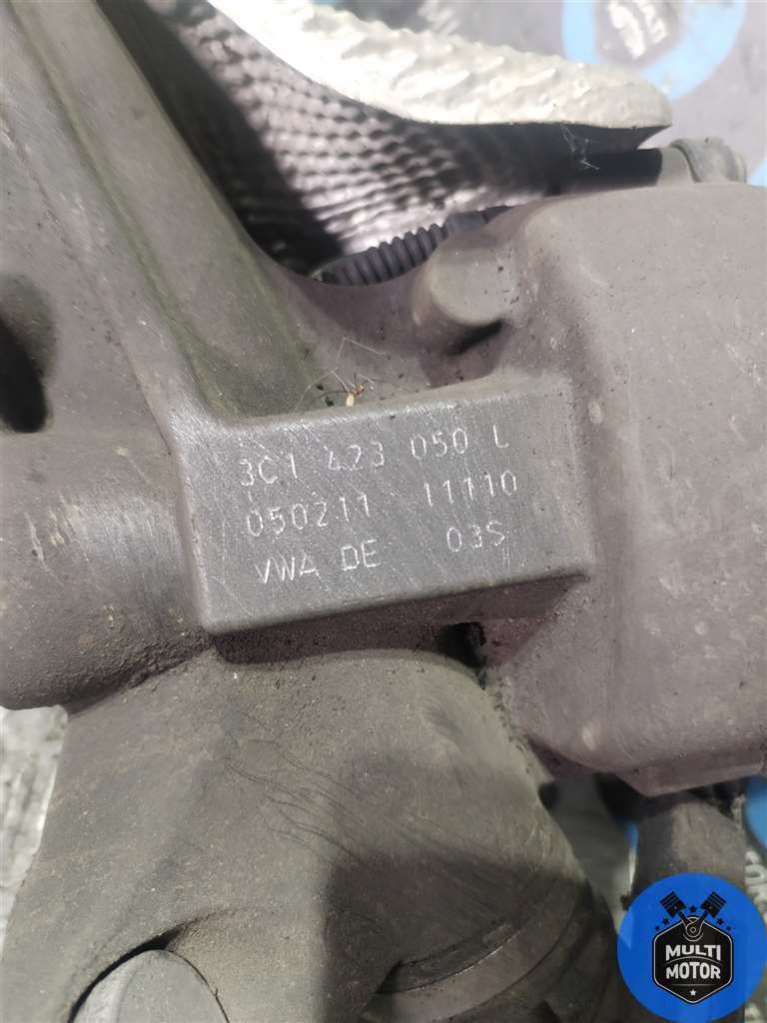 3C1 423 050 L
050211 11110
VWA DE 03S
MULTI
MOTOR